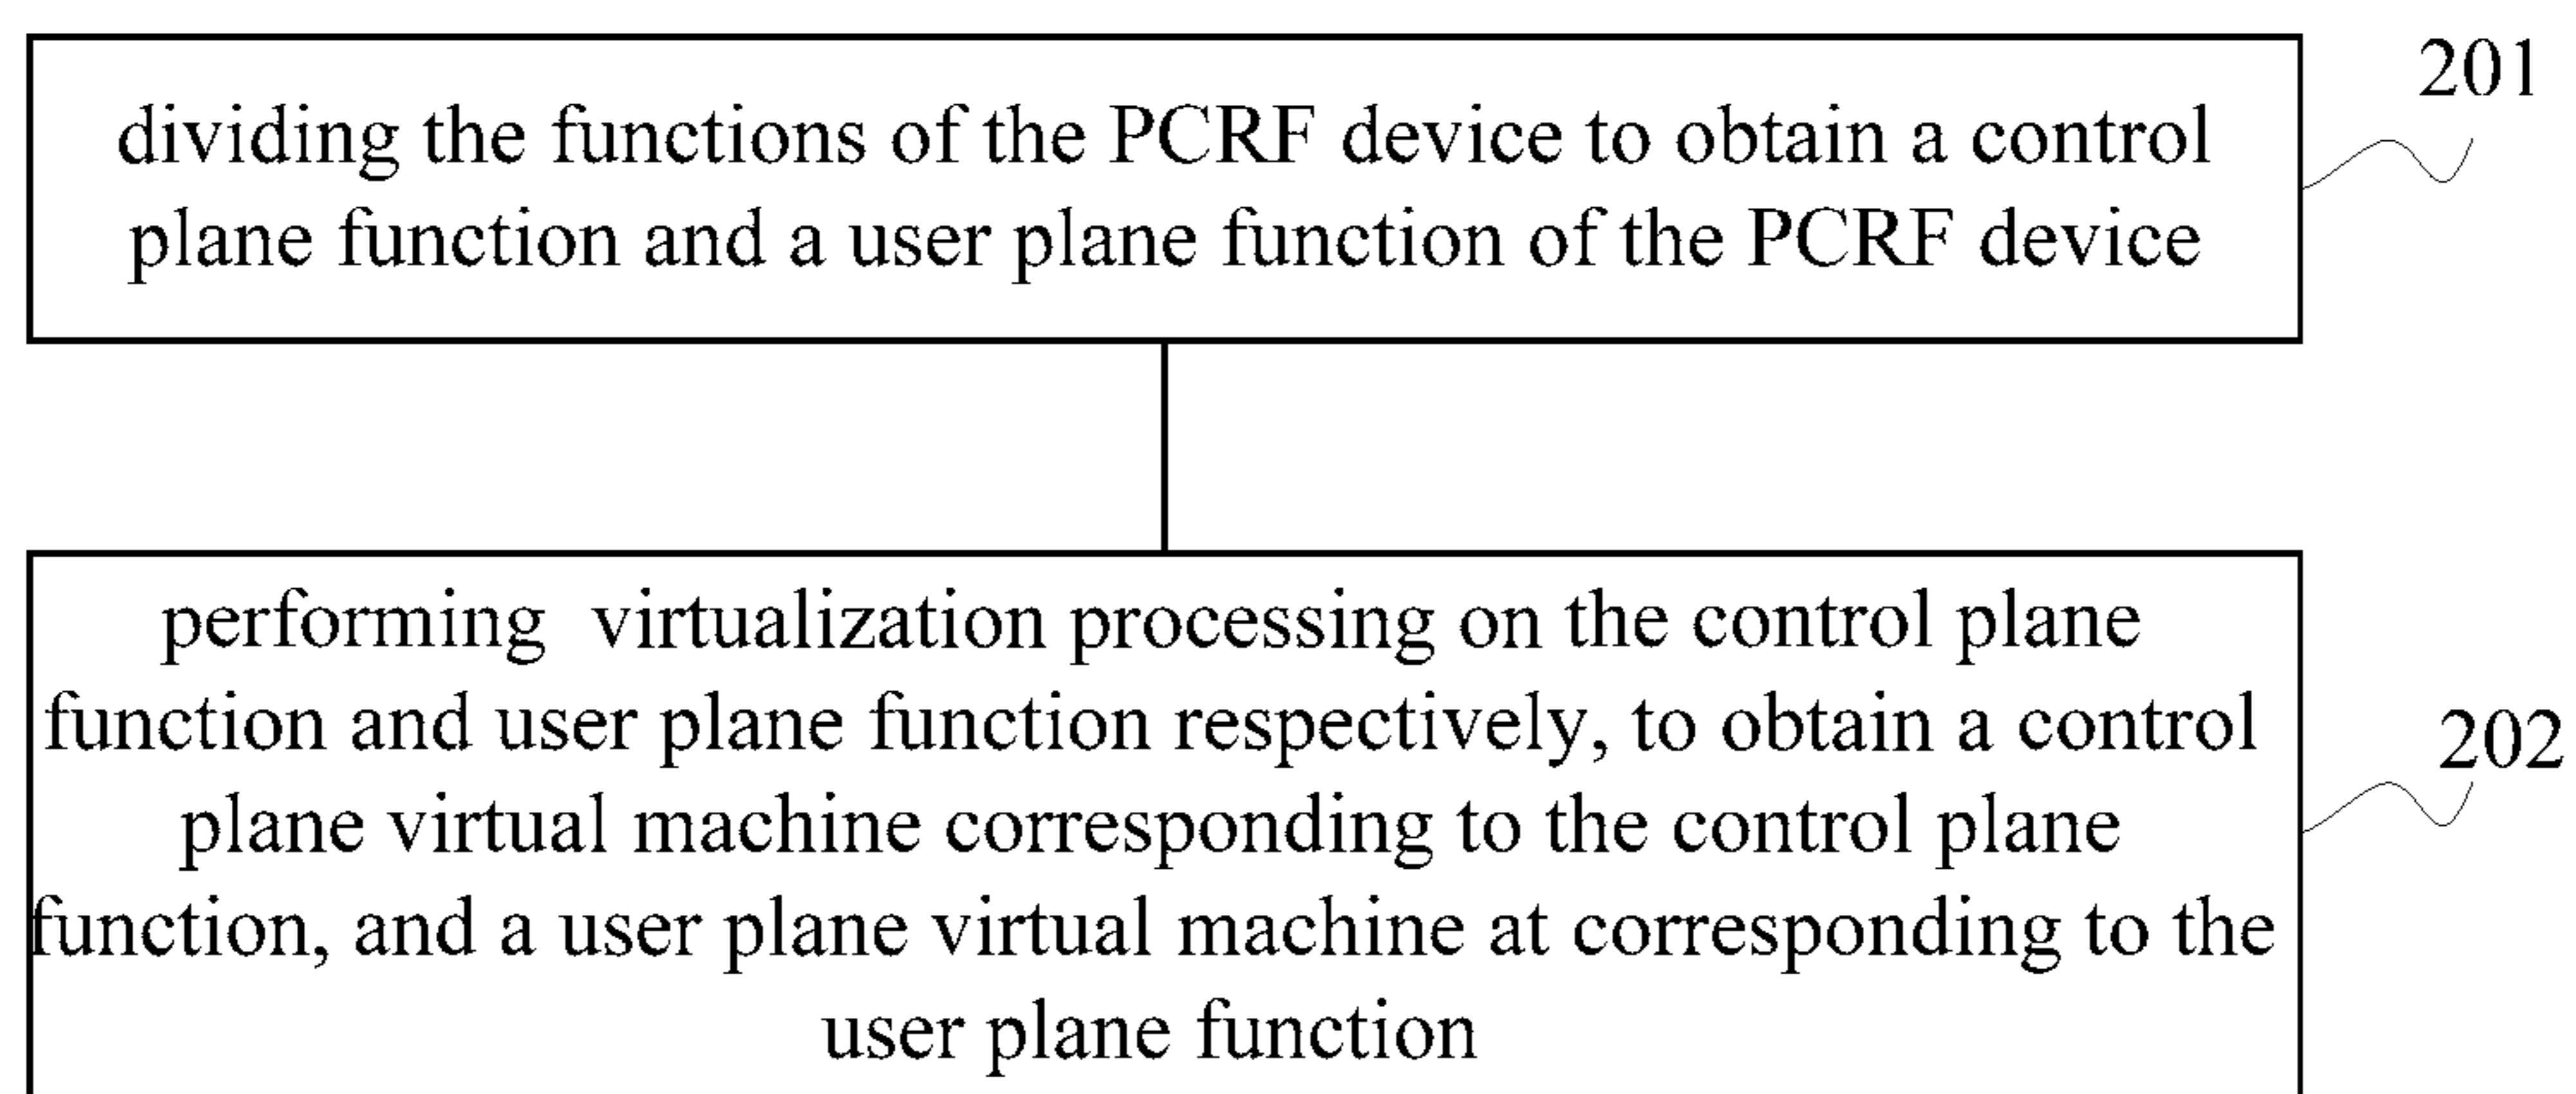 dividing the functions of the PCRF device to obtain a control
plane function and a user plane function of the PCRF device
201
performing virtualization processing on the control plane
function and user plane function respectively, to obtain a control
plane virtual machine corresponding to the control plane
function, and a user plane virtual machine at corresponding to the
user plane function
202